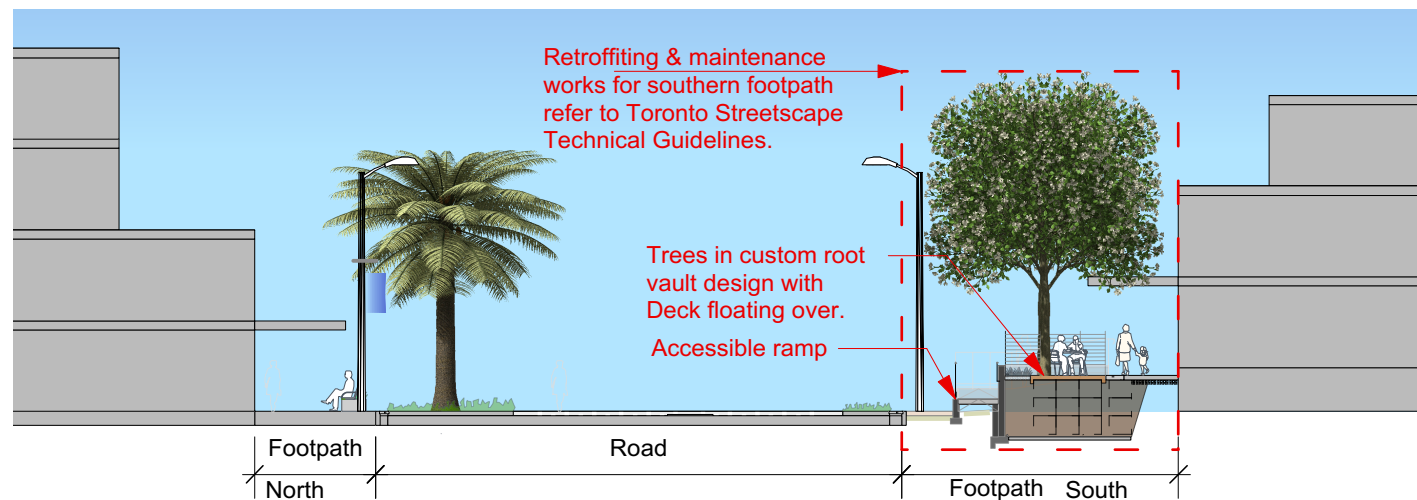 Retroffiting & maintenance
works for southern footpath
refer to Toronto Streetscape
Technical Guidelines.
Trees in custom root
vault design with
Deck floating over.
Accessible ramp
Footpath
North
Road
Footpath
South